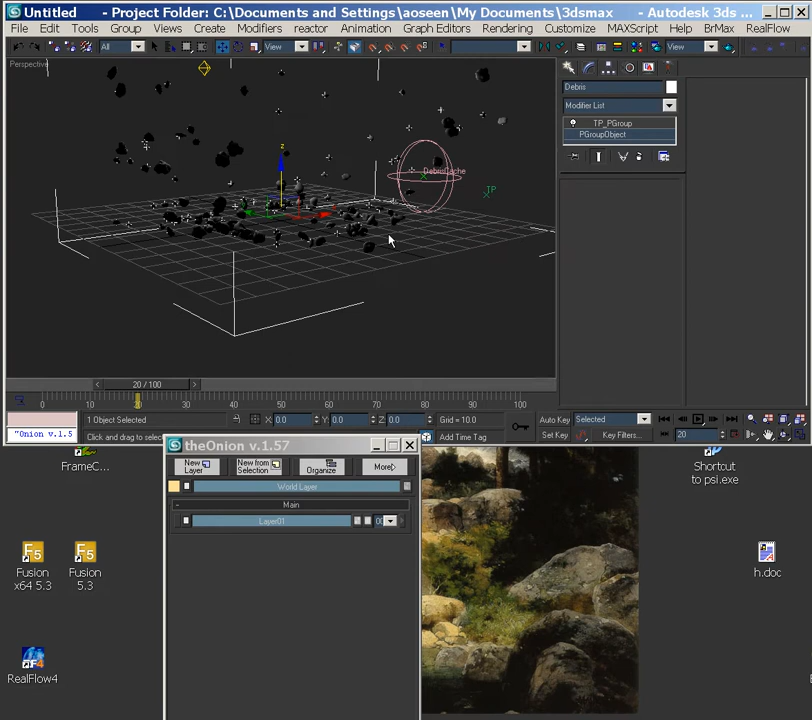 Untitled    - Project Folder: C:\Documents and Settings\aoseen\My Documents\3dsmax    - Autodesk 3ds ...
File Edit Tools Group Views Create Modifiers reactor Animation Graph Editors Rendering Customize MAXScript Help BrMax RealFlow
All View View
Perspective
Debris
Modifier List
TP_PGroup
PGroupObject
z
DebrisCache
TP
20 / 100
0 10 20 30 40 50 60 70 80 90 100
1 Object Selected X: 0.0 Y: 0.0 Z: 0.0 Grid = 10.0 Auto Key Selected
"Onion v.1.5 Click and drag to selec Add Time Tag Set Key Key Filters... 20
theOnion v.1.57
New Layer New from Selection Organize More
World Layer
- Main
Layer01
FrameC...
Fusion x64 5.3
Fusion 5.3
RealFlow4
Shortcut to psi.exe
h.doc